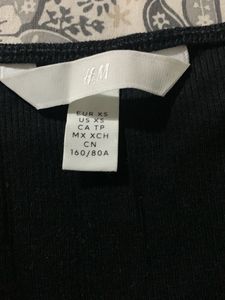 H&M
EUR XS
US XS
CA TP
MX XCH
CN
160/80A